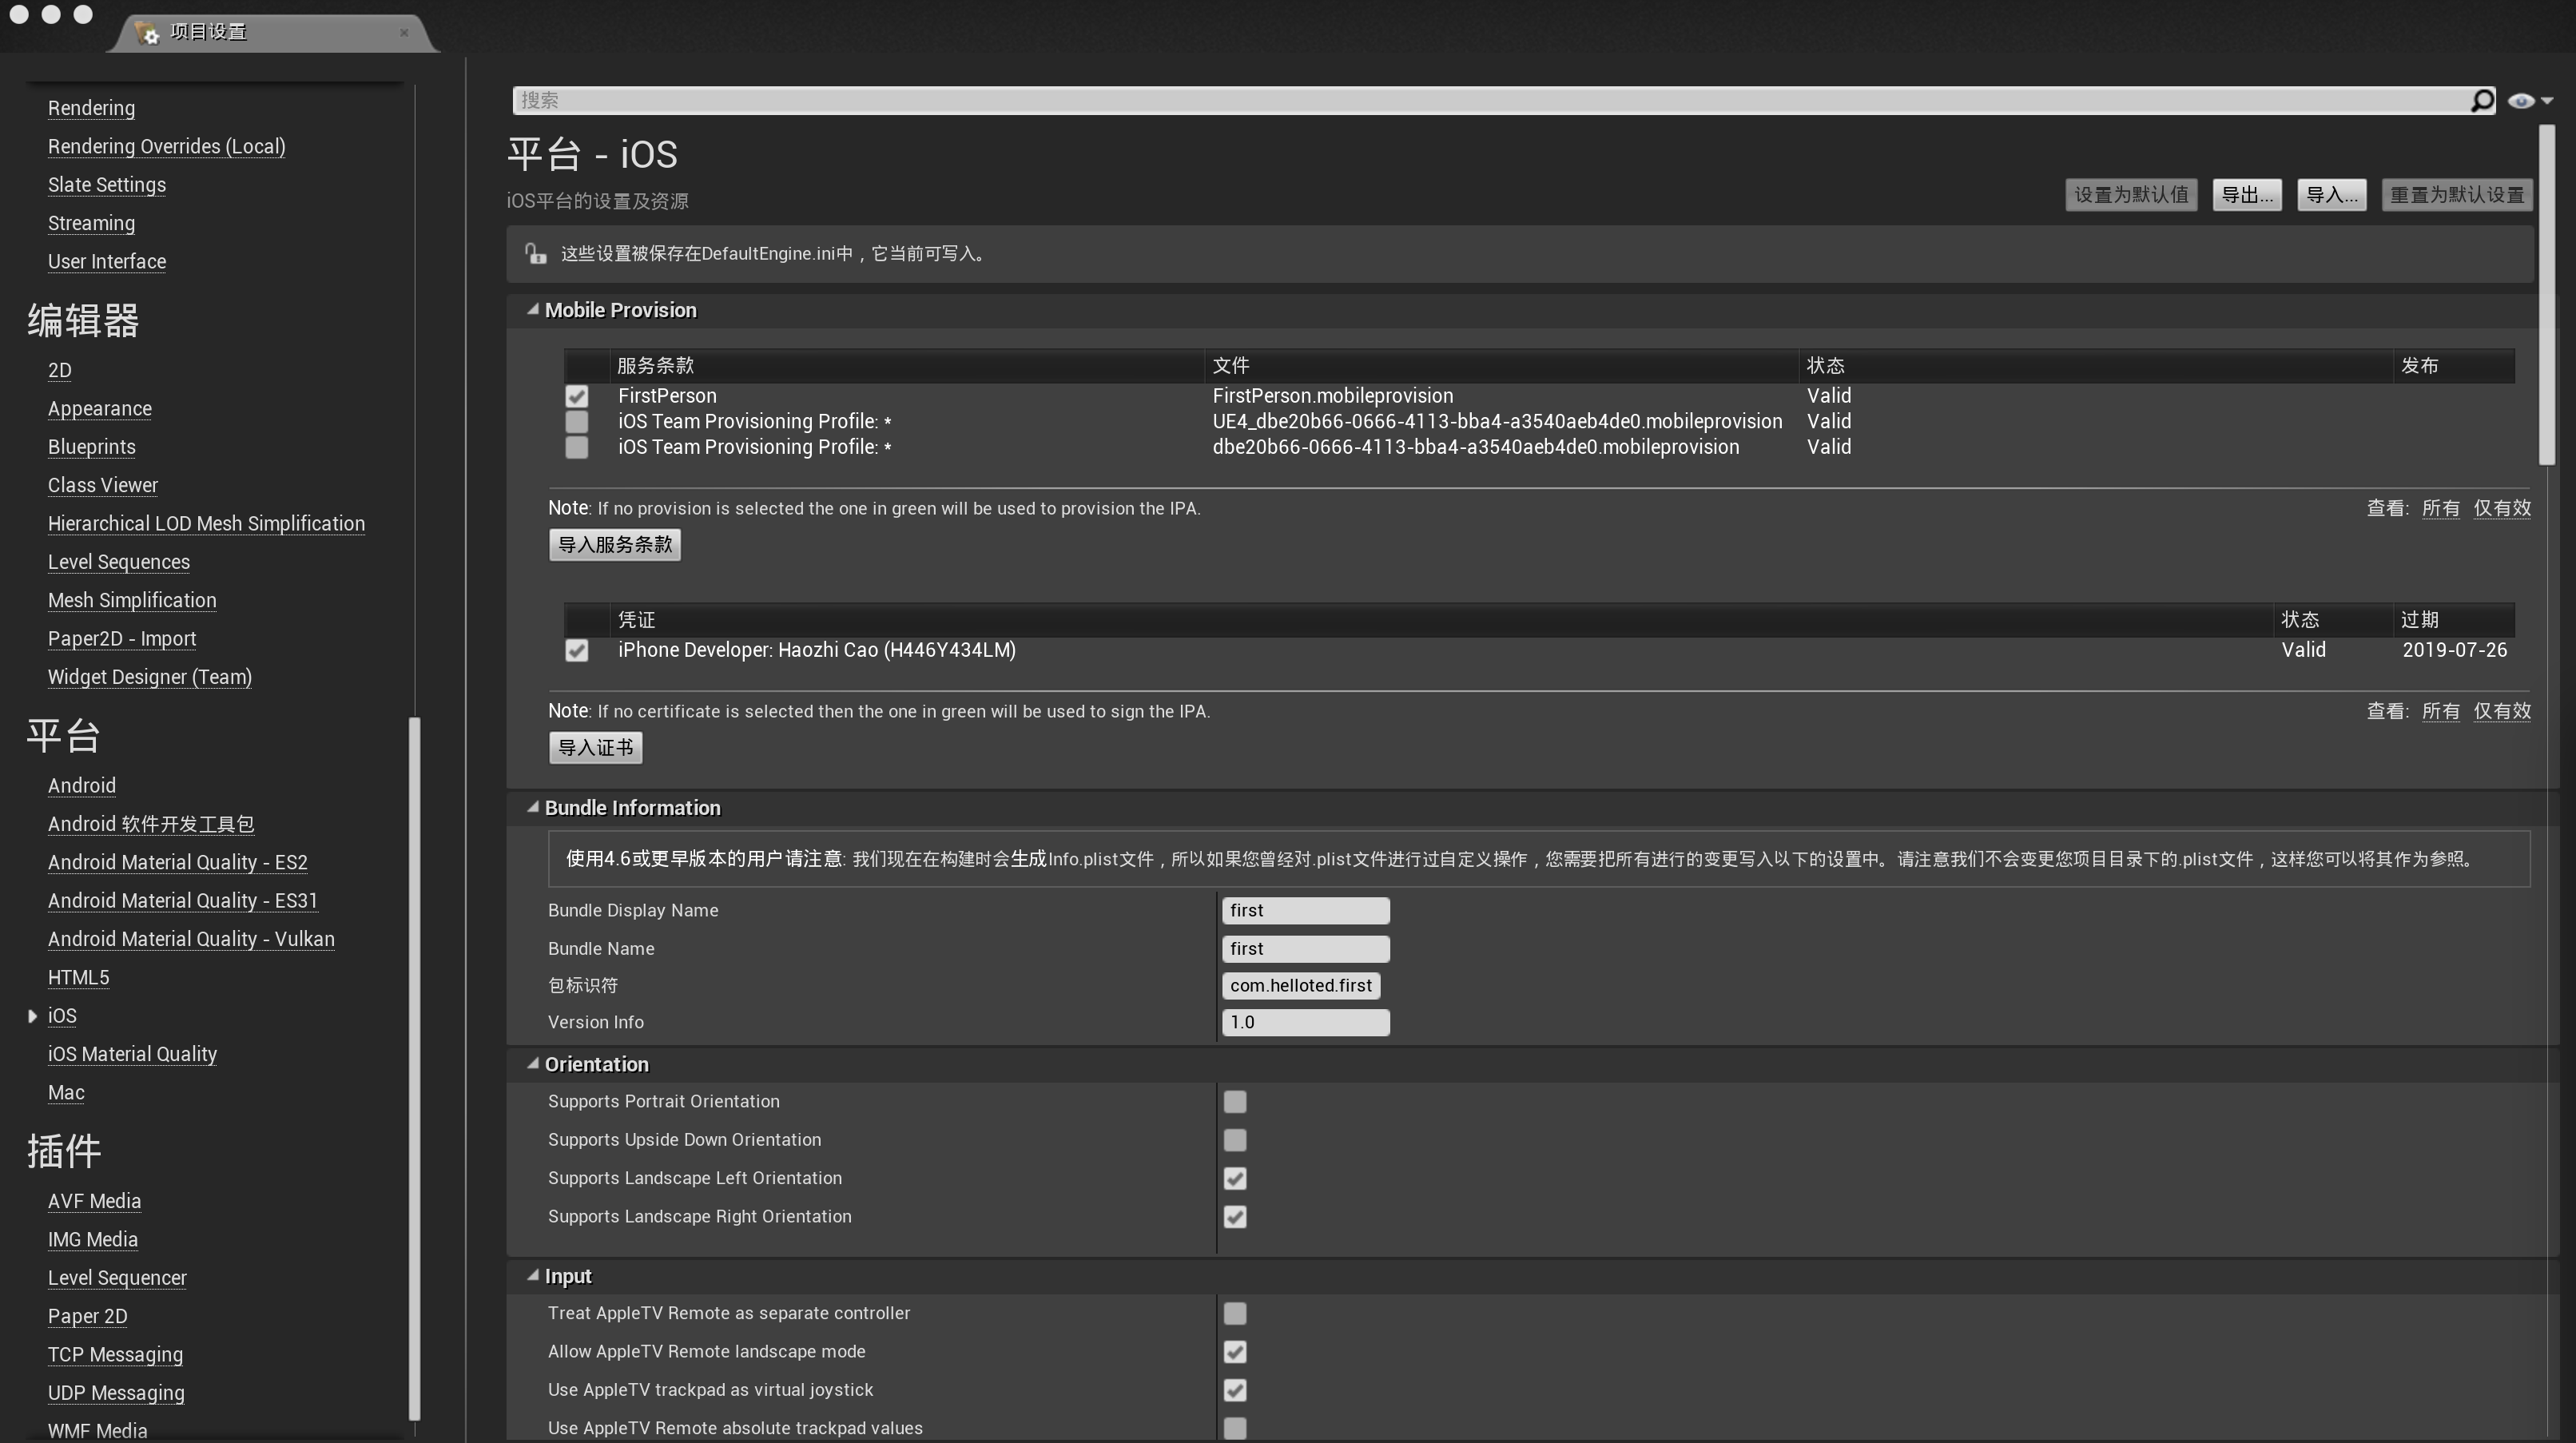 项目设置
Rendering
Rendering Overrides (Local)
Slate Settings
Streaming
User Interface
编辑器
2D
Appearance
Blueprints
Class Viewer
Hierarchical LOD Mesh Simplification
Level Sequences
Mesh Simplification
Paper2D - Import
Widget Designer (Team)
平台
Android
Android 软件开发工具包
Android Material Quality - ES2
Android Material Quality - ES31
Android Material Quality - Vulkan
HTML5
iOS
iOS Material Quality
Mac
插件
AVF Media
IMG Media
Level Sequencer
Paper 2D
TCP Messaging
UDP Messaging
WMF Media
搜索
平台 - iOS
iOS平台的设置及资源
设置为默认值 导出... 导入... 重置为默认设置
这些设置被保存在DefaultEngine.ini中，它当前可写入。
Mobile Provision
服务条款 文件 状态 发布
FirstPerson FirstPerson.mobileprovision Valid
iOS Team Provisioning Profile: * UE4_dbe20b66-0666-4113-bba4-a3540aeb4de0.mobileprovision Valid
iOS Team Provisioning Profile: * dbe20b66-0666-4113-bba4-a3540aeb4de0.mobileprovision Valid
Note: If no provision is selected the one in green will be used to provision the IPA. 查看: 所有 仅有效
导入服务条款
凭证 状态 过期
iPhone Developer: Haozhi Cao (H446Y434LM) Valid 2019-07-26
Note: If no certificate is selected then the one in green will be used to sign the IPA. 查看: 所有 仅有效
导入证书
Bundle Information
使用4.6或更早版本的用户请注意: 我们现在在构建时会生成Info.plist文件，所以如果您曾经对.plist文件进行过自定义操作，您需要把所有进行的变更写入以下的设置中。请注意我们不会变更您项目目录下的.plist文件，这样您可以将其作为参照。
Bundle Display Name first
Bundle Name first
包标识符 com.helloted.first
Version Info 1.0
Orientation
Supports Portrait Orientation
Supports Upside Down Orientation
Supports Landscape Left Orientation
Supports Landscape Right Orientation
Input
Treat AppleTV Remote as separate controller
Allow AppleTV Remote landscape mode
Use AppleTV trackpad as virtual joystick
Use AppleTV Remote absolute trackpad values